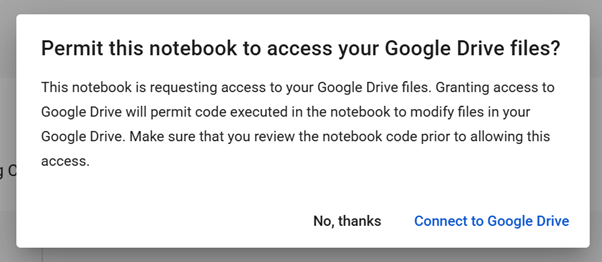 Permit this notebook to access your Google Drive files?
This notebook is requesting access to your Google Drive files. Granting access to
Google Drive will permit code executed in the notebook to modify files in your
Google Drive. Make sure that you review the notebook code prior to allowing this
access.
No, thanks Connect to Google Drive